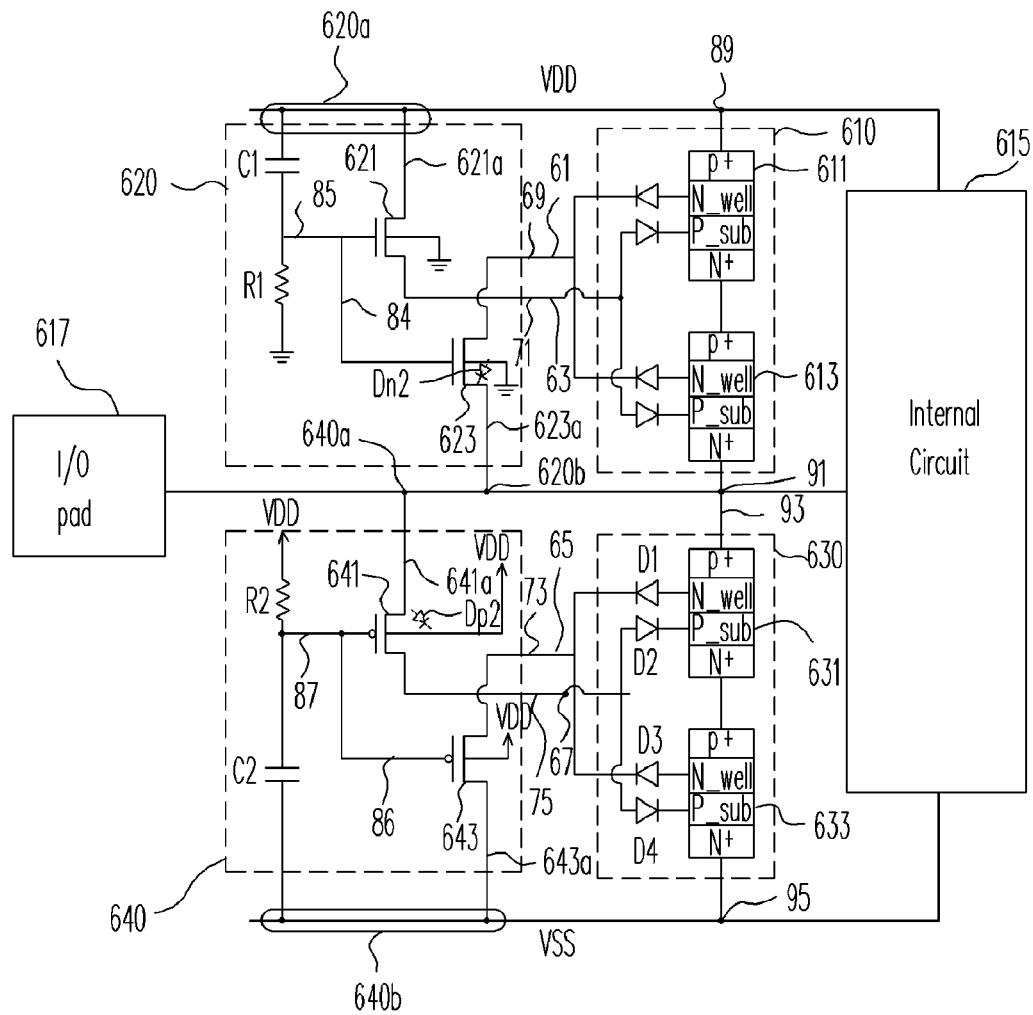 620a
89
VDD
610
615
C1
621
621a
61
p+
611
620
85
69
N_well
P_sub
N+
R1
84
71
63
617
Dn2
p+
N_well
613
P_sub
N+
Internal
Circuit
623
623a
640a
I/O
pad
620b
91
93
VDD
VDD
65
D1
p+
630
641
641a
73
N_well
R2
Dp2
P_sub
D2
N+
631
87
VDD
67
D3
p+
C2
75
N_well
P_sub
86
643
D4
N+
633
643a
640
95
VSS
640b